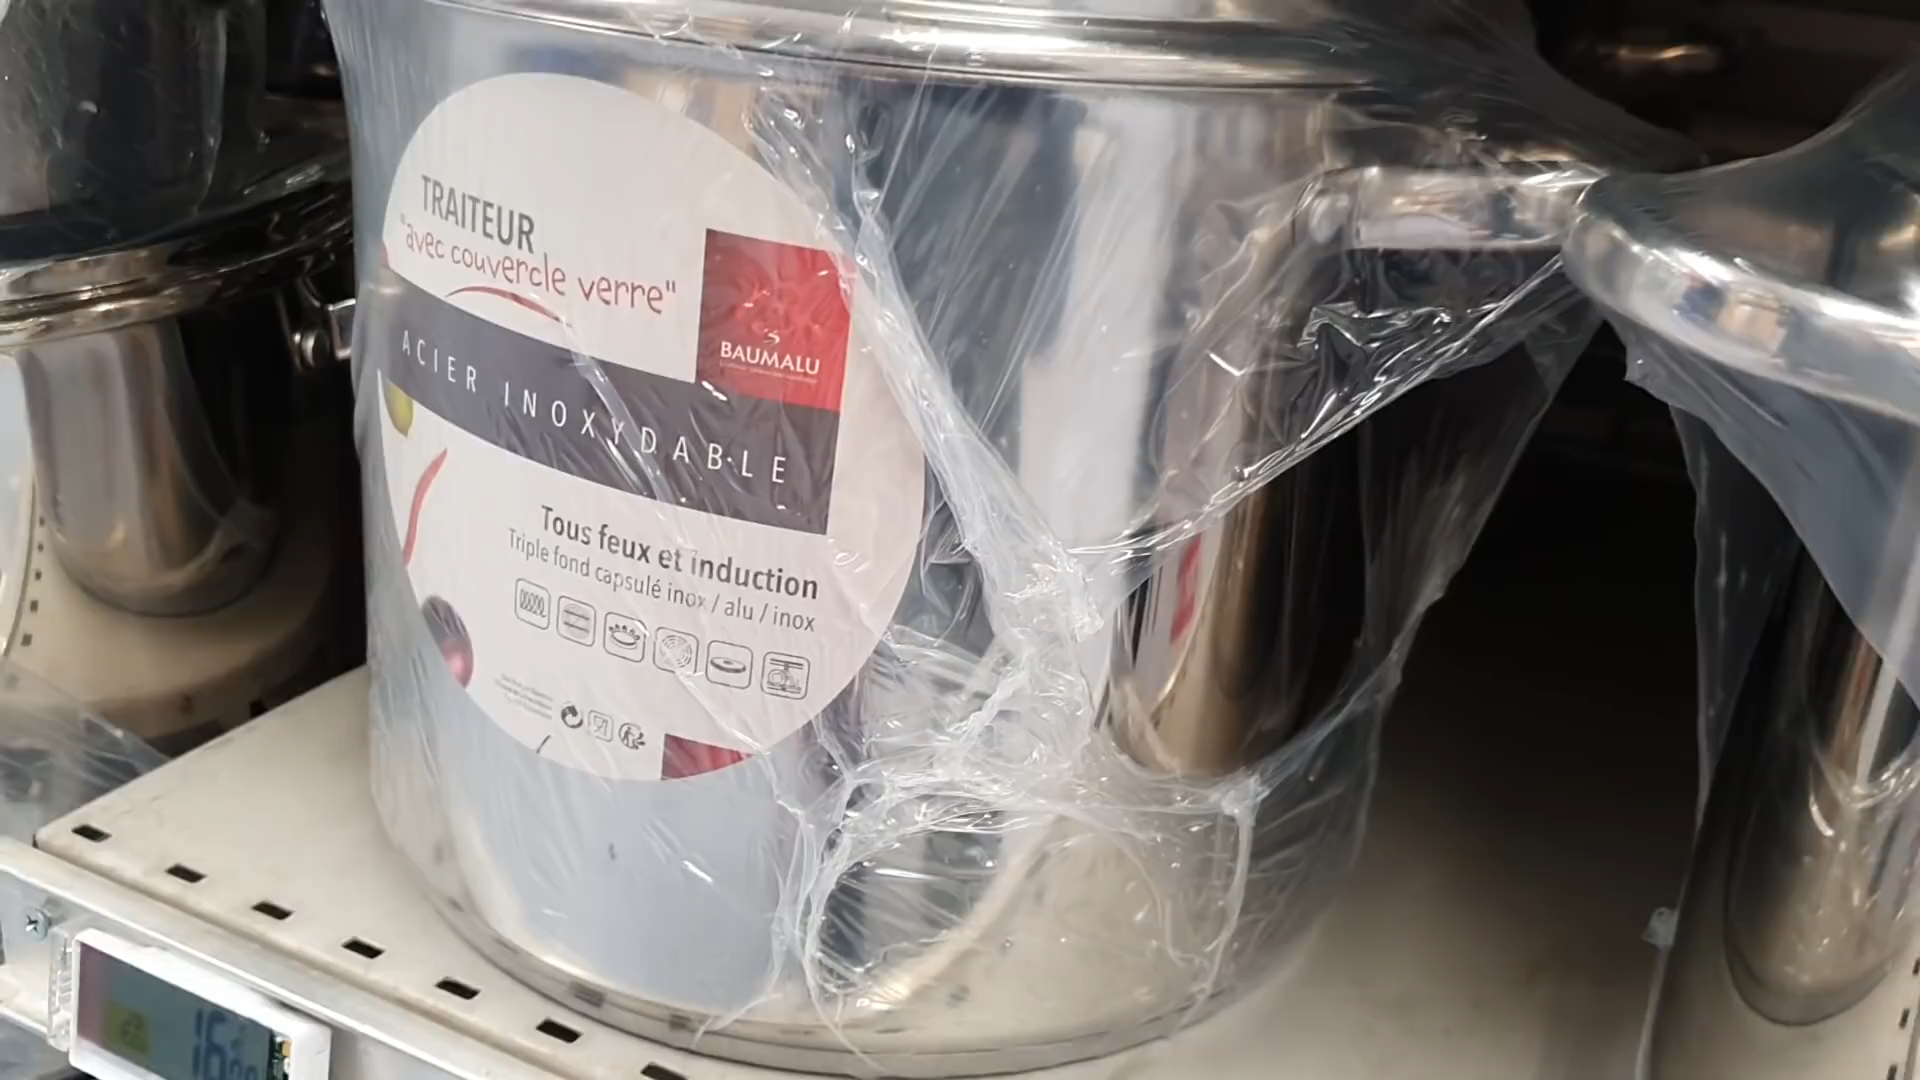 TRAITEUR
"avec couvercle verre"
BAUMALU
ACIER INOXYDABLE
Tous feux et induction
Triple fond capsulé inox / alu / inox